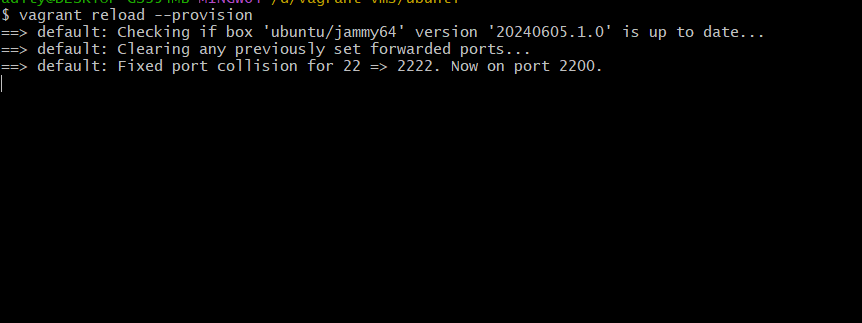 $ vagrant reload --provision
==> default: Checking if box 'ubuntu/jammy64' version '20240605.1.0' is up to date...
==> default: Clearing any previously set forwarded ports...
==> default: Fixed port collision for 22 => 2222. Now on port 2200.